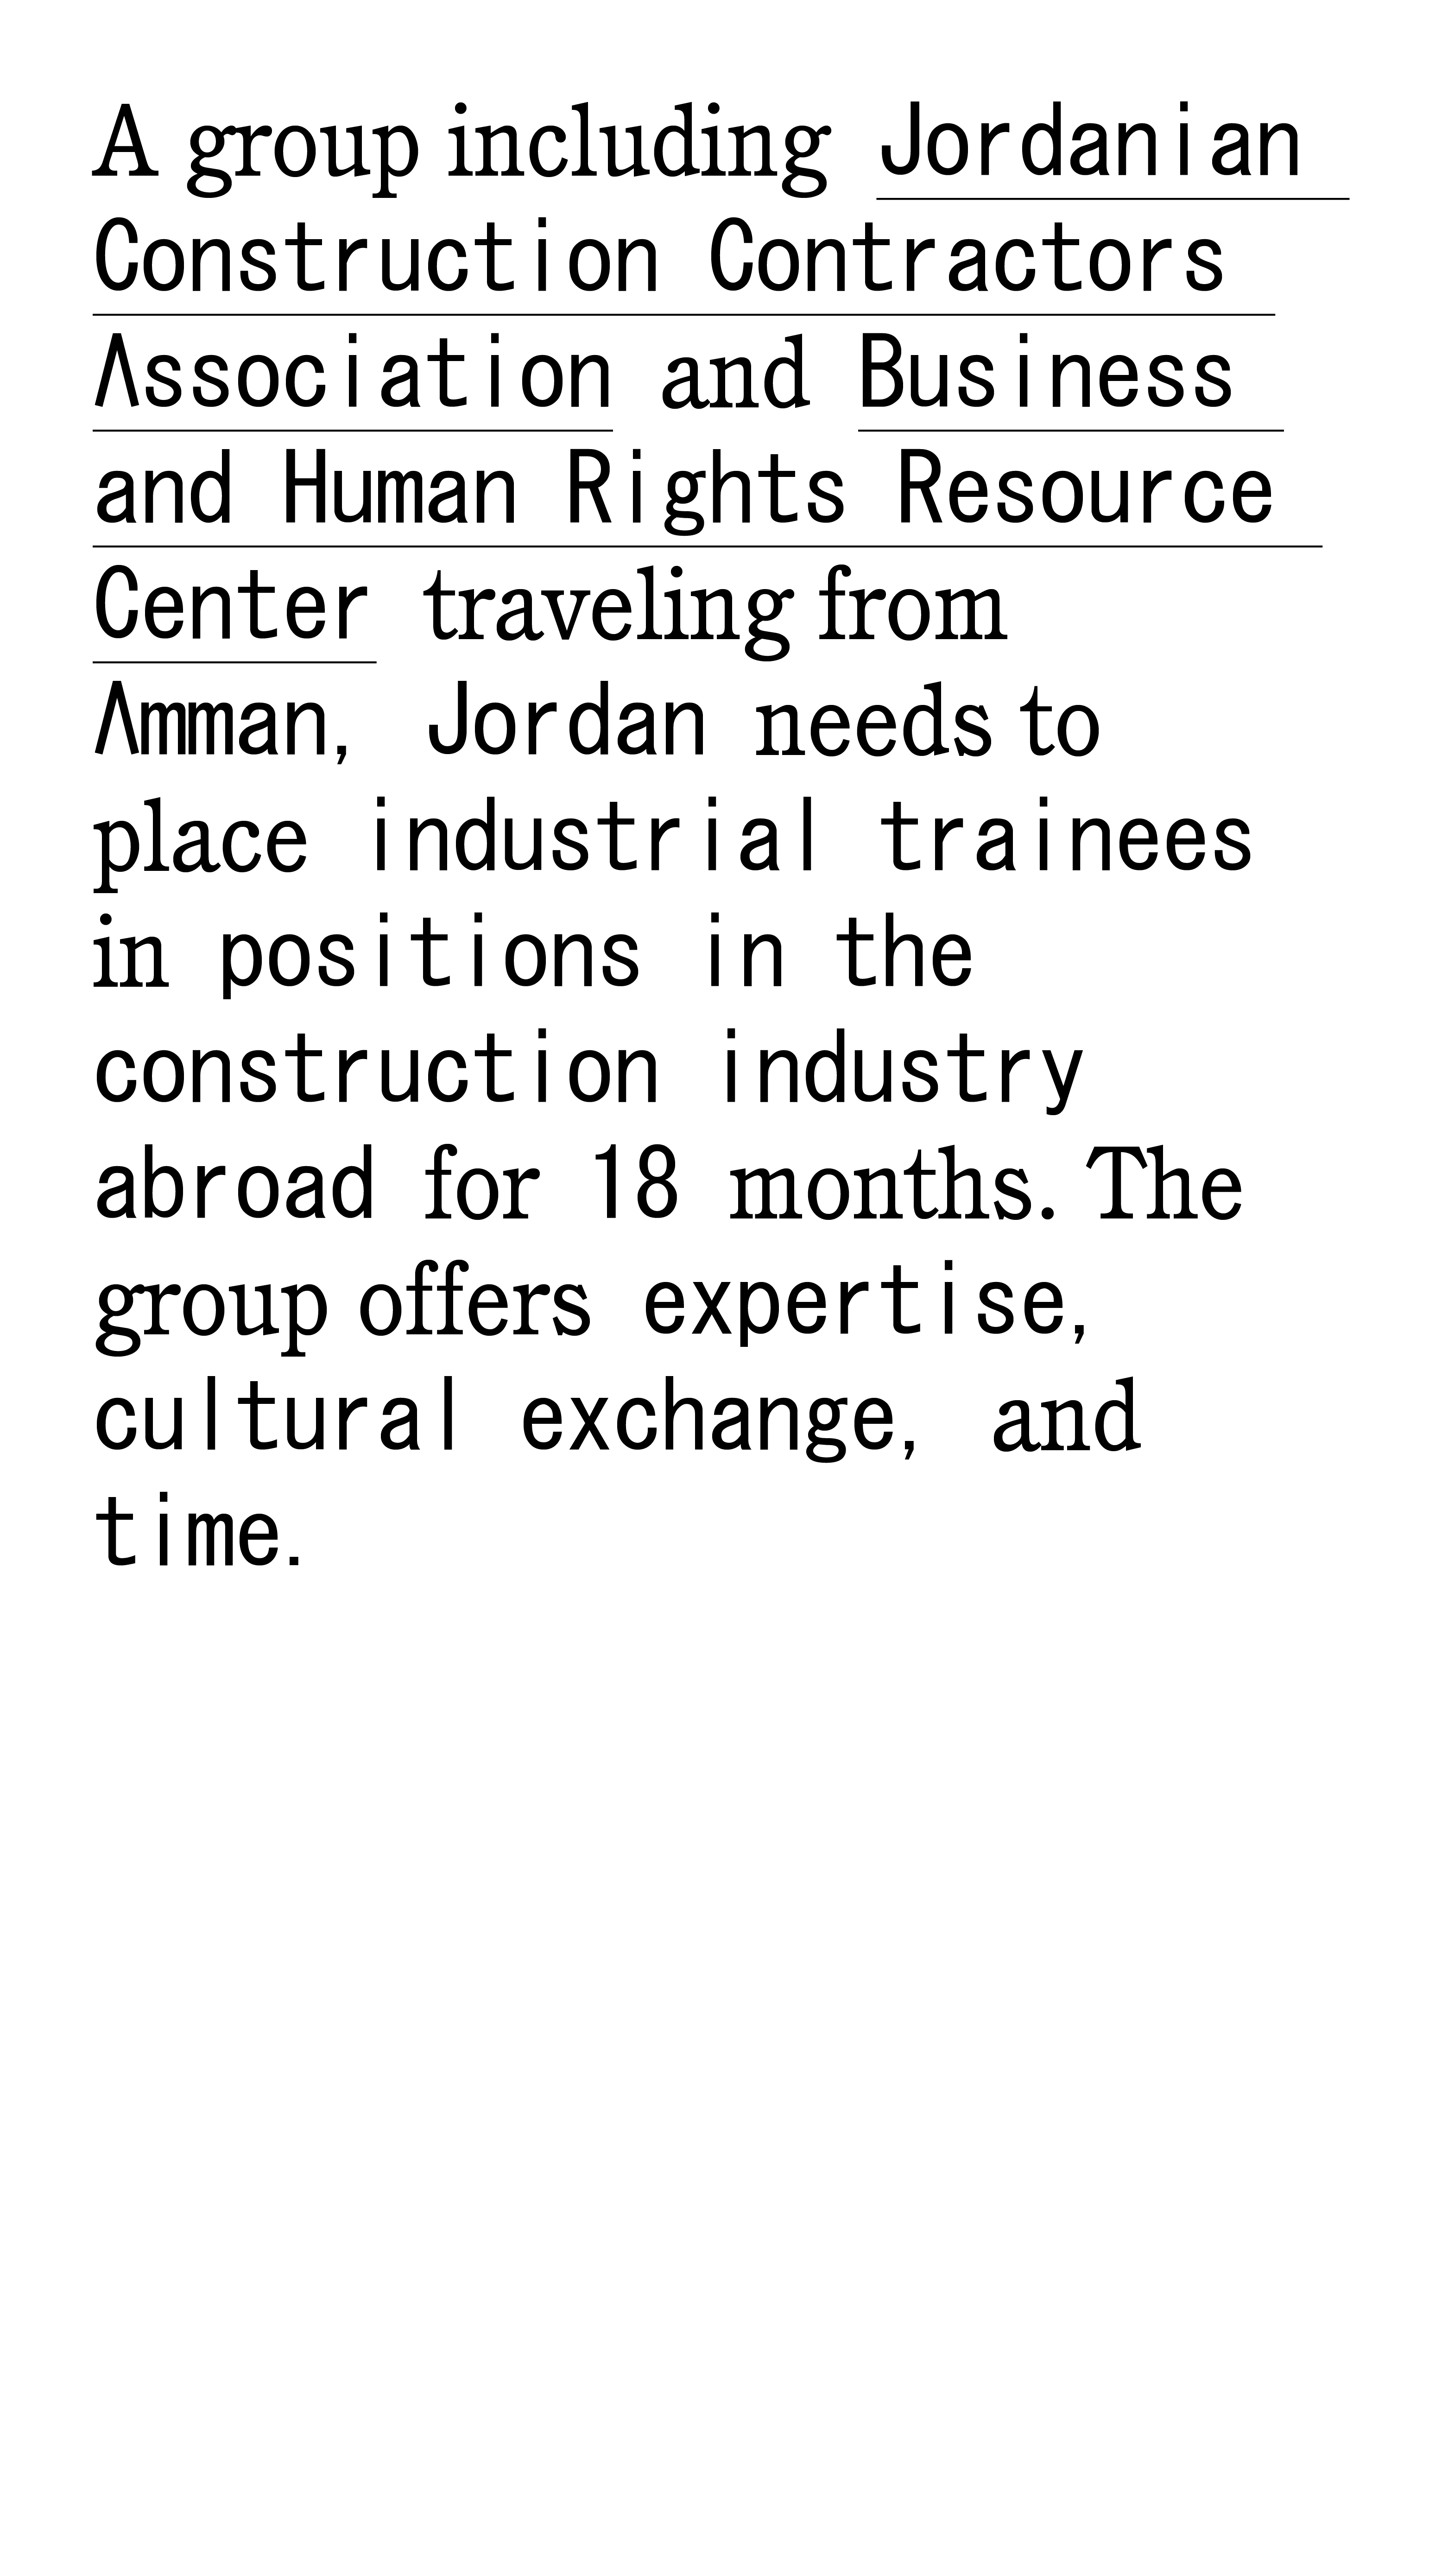 A group including Jordanian
Construction Contractors
Association and Business
and Human Rights Resource
Center traveling from
Amman, Jordan needs to
place industrial trainees
in positions in the
construction industry
abroad for 18 months. The
group offers expertise,
cultural exchange, and
time.